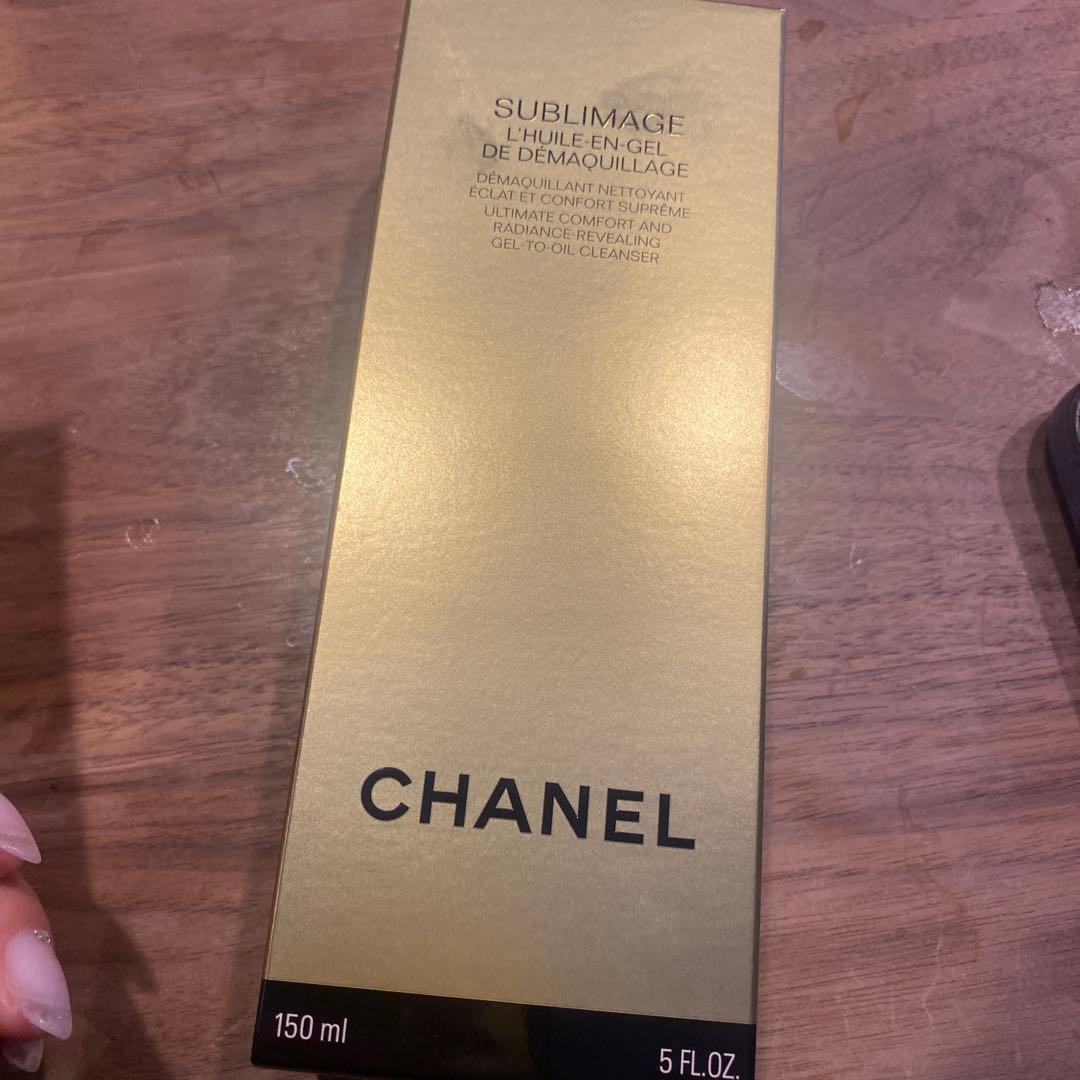 SUBLIMAGE
L'HUILE-EN-GEL
DE DÉMAQUILLAGE
DÉMAQUILLANT NETTOYANT
ÉCLAT ET CONFORT SUPRÊME
ULTIMATE COMFORT AND
RADIANCE-REVEALING
GEL-TO-OIL CLEANSER
CHANEL
150 ml
5 FL.OZ.